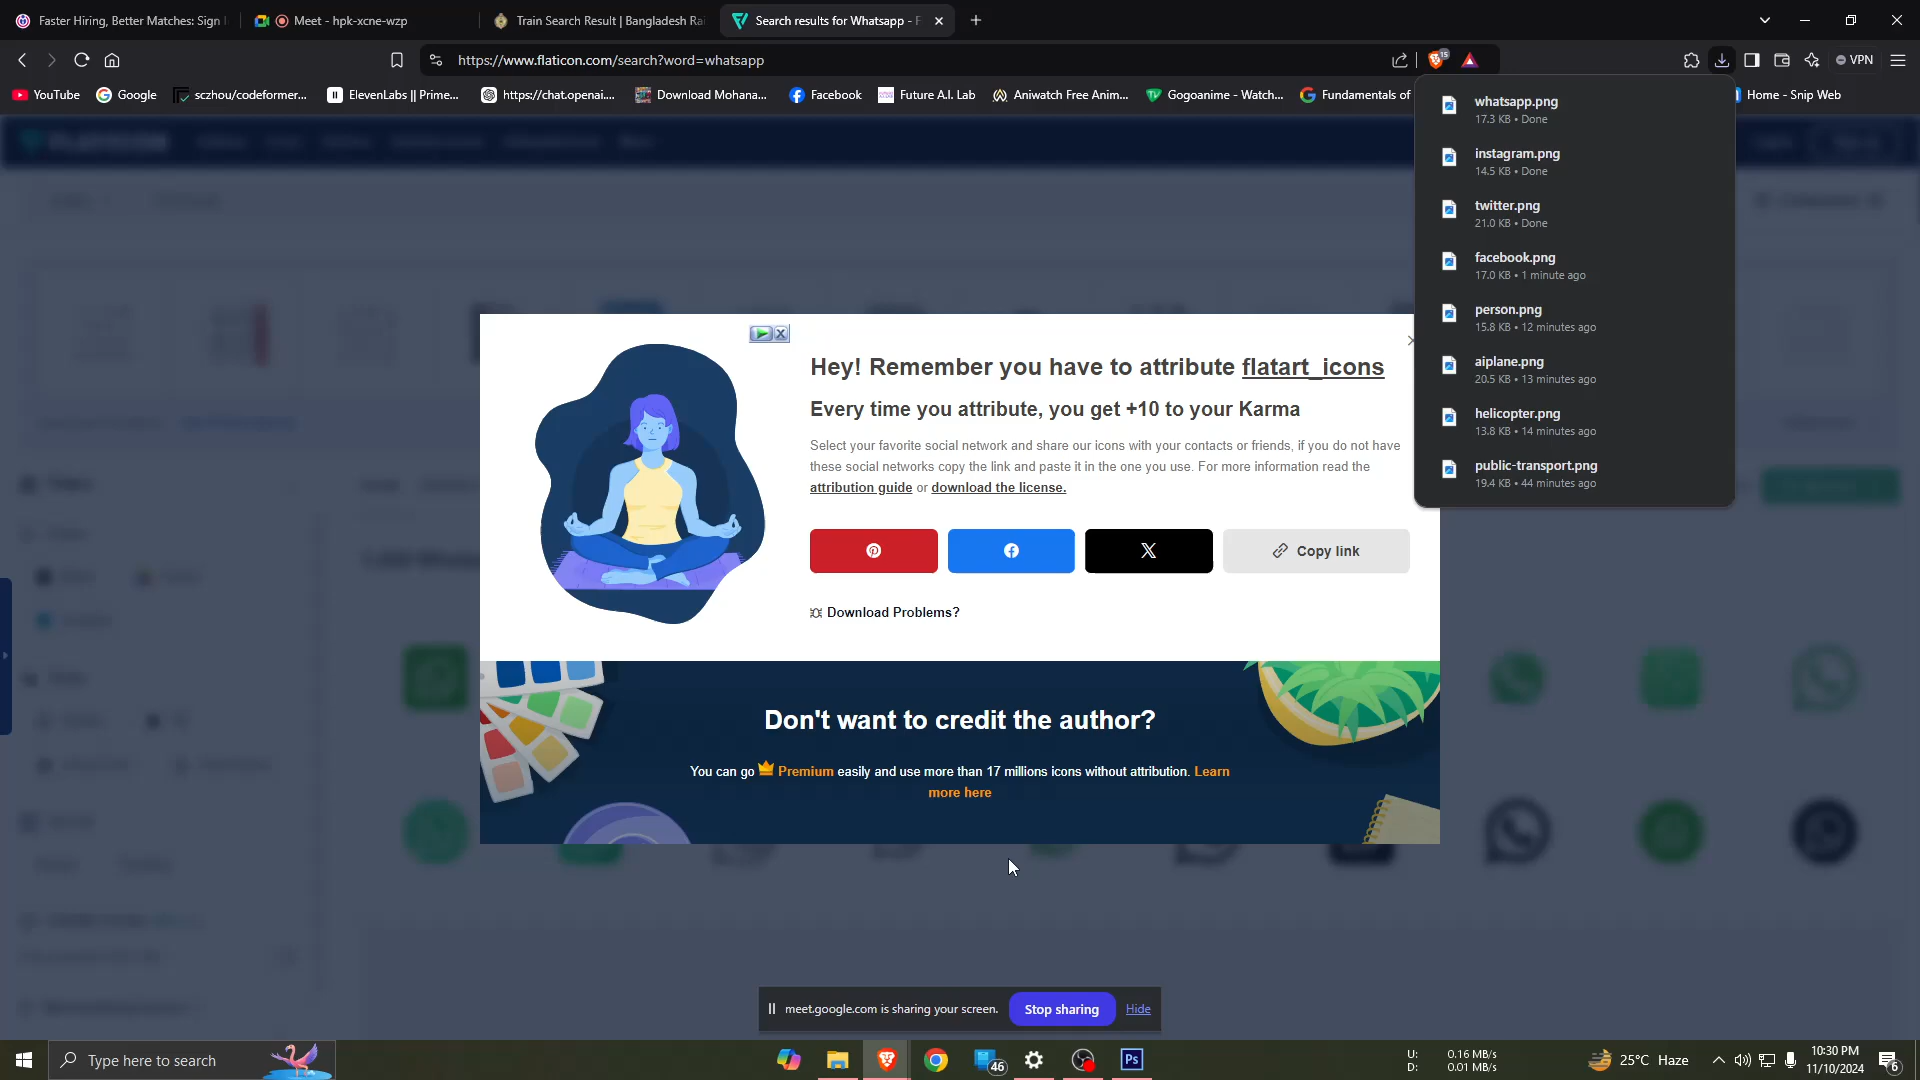 Faster Hiring, Better Matches: Sign
Meet - hpk-xcne-wzp
Train Search Result | Bangladesh Rai
Search results for Whatsapp - F
https://www.flaticon.com/search?word=whatsapp
15
VPN
YouTube
Google
sczhou/codeformer...
ElevenLabs || Prime...
https://chat.openai....
Download Mohana...
Facebook
Future A.I. Lab
Aniwatch Free Anim...
Gogoanime - Watch...
Fundamentals of
Home - Snip Web
whatsapp.png
17.3 KB • Done
instagram.png
14.5 KB • Done
twitter.png
21.0 KB • Done
facebook.png
17.0 KB • 1 minute ago
person.png
15.8 KB • 12 minutes ago
aiplane.png
20.5 KB • 13 minutes ago
helicopter.png
13.8 KB • 14 minutes ago
public-transport.png
19.4 KB • 44 minutes ago
Hey! Remember you have to attribute flatart_icons
Every time you attribute, you get +10 to your Karma
Select your favorite social network and share our icons with your contacts or friends, if you do not have
these social networks copy the link and paste it in the one you use. For more information read the
attribution guide or download the license.
Copy link
Download Problems?
Don't want to credit the author?
You can go Premium easily and use more than 17 millions icons without attribution. Learn
more here
meet.google.com is sharing your screen.
Stop sharing
Hide
Type here to search
46
Ps
U: 0.16 MB/s
D: 0.01 MB/s
25°C Haze
10:30 PM
11/10/2024
6